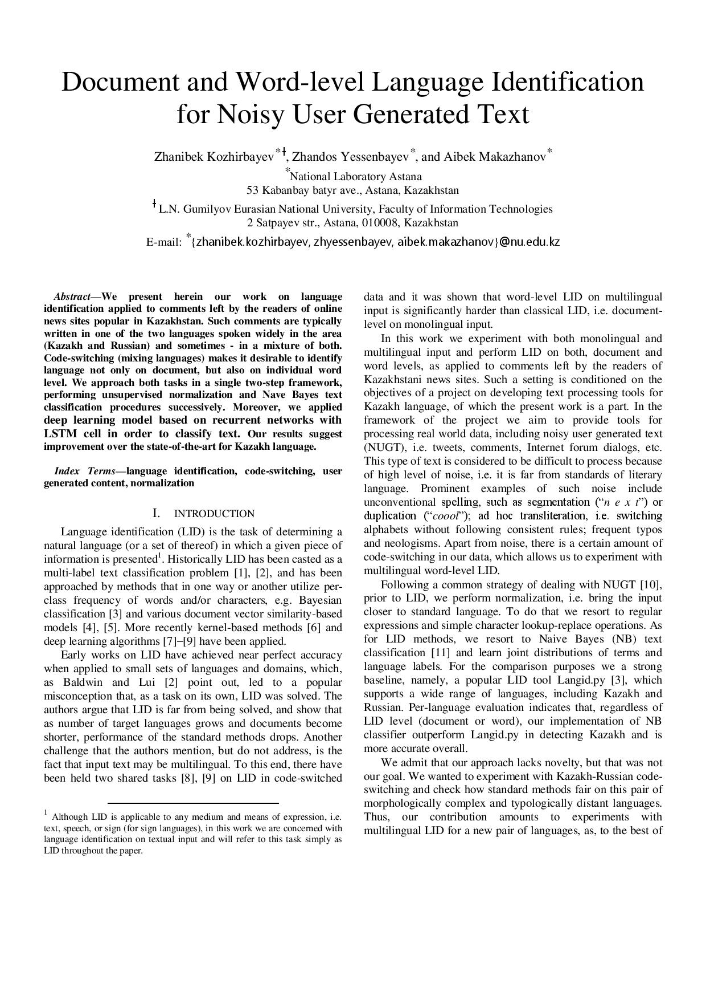 Document and Word-level Language Identification
for Noisy User Generated Text
Zhanibek Kozhirbayev*ƚ, Zhandos Yessenbayev*, and Aibek Makazhanov*
*National Laboratory Astana
53 Kabanbay batyr ave., Astana, Kazakhstan
ƚ L.N. Gumilyov Eurasian National University, Faculty of Information Technologies
2 Satpayev str., Astana, 010008, Kazakhstan
E-mail: *{zhanibek.kozhirbayev, zhyessenbayev, aibek.makazhanov}@nu.edu.kz
Abstract—We present herein our work on language
identification applied to comments left by the readers of online
news sites popular in Kazakhstan. Such comments are typically
written in one of the two languages spoken widely in the area
(Kazakh and Russian) and sometimes - in a mixture of both.
Code-switching (mixing languages) makes it desirable to identify
language not only on document, but also on individual word
level. We approach both tasks in a single two-step framework,
performing unsupervised normalization and Nave Bayes text
classification procedures successively. Moreover, we applied
deep learning model based on recurrent networks with
LSTM cell in order to classify text. Our results suggest
improvement over the state-of-the-art for Kazakh language.
Index Terms—language identification, code-switching, user
generated content, normalization
I. INTRODUCTION
Language identification (LID) is the task of determining a
natural language (or a set of thereof) in which a given piece of
information is presented1. Historically LID has been casted as a
multi-label text classification problem [1], [2], and has been
approached by methods that in one way or another utilize per-
class frequency of words and/or characters, e.g. Bayesian
classification [3] and various document vector similarity-based
models [4], [5]. More recently kernel-based methods [6] and
deep learning algorithms [7]–[9] have been applied.
Early works on LID have achieved near perfect accuracy
when applied to small sets of languages and domains, which,
as Baldwin and Lui [2] point out, led to a popular
misconception that, as a task on its own, LID was solved. The
authors argue that LID is far from being solved, and show that
as number of target languages grows and documents become
shorter, performance of the standard methods drops. Another
challenge that the authors mention, but do not address, is the
fact that input text may be multilingual. To this end, there have
been held two shared tasks [8], [9] on LID in code-switched
1 Although LID is applicable to any medium and means of expression, i.e.
text, speech, or sign (for sign languages), in this work we are concerned with
language identification on textual input and will refer to this task simply as
LID throughout the paper.
data and it was shown that word-level LID on multilingual
input is significantly harder than classical LID, i.e. document-
level on monolingual input.
In this work we experiment with both monolingual and
multilingual input and perform LID on both, document and
word levels, as applied to comments left by the readers of
Kazakhstani news sites. Such a setting is conditioned on the
objectives of a project on developing text processing tools for
Kazakh language, of which the present work is a part. In the
framework of the project we aim to provide tools for
processing real world data, including noisy user generated text
(NUGT), i.e. tweets, comments, Internet forum dialogs, etc.
This type of text is considered to be difficult to process because
of high level of noise, i.e. it is far from standards of literary
language. Prominent examples of such noise include
unconventional spelling, such as segmentation (“n e x t”) or
duplication (“coool”); ad hoc transliteration, i.e. switching
alphabets without following consistent rules; frequent typos
and neologisms. Apart from noise, there is a certain amount of
code-switching in our data, which allows us to experiment with
multilingual word-level LID.
Following a common strategy of dealing with NUGT [10],
prior to LID, we perform normalization, i.e. bring the input
closer to standard language. To do that we resort to regular
expressions and simple character lookup-replace operations. As
for LID methods, we resort to Naive Bayes (NB) text
classification [11] and learn joint distributions of terms and
language labels. For the comparison purposes we a strong
baseline, namely, a popular LID tool Langid.py [3], which
supports a wide range of languages, including Kazakh and
Russian. Per-language evaluation indicates that, regardless of
LID level (document or word), our implementation of NB
classifier outperform Langid.py in detecting Kazakh and is
more accurate overall.
We admit that our approach lacks novelty, but that was not
our goal. We wanted to experiment with Kazakh-Russian code-
switching and check how standard methods fair on this pair of
morphologically complex and typologically distant languages.
Thus, our contribution amounts to experiments with
multilingual LID for a new pair of languages, as, to the best of